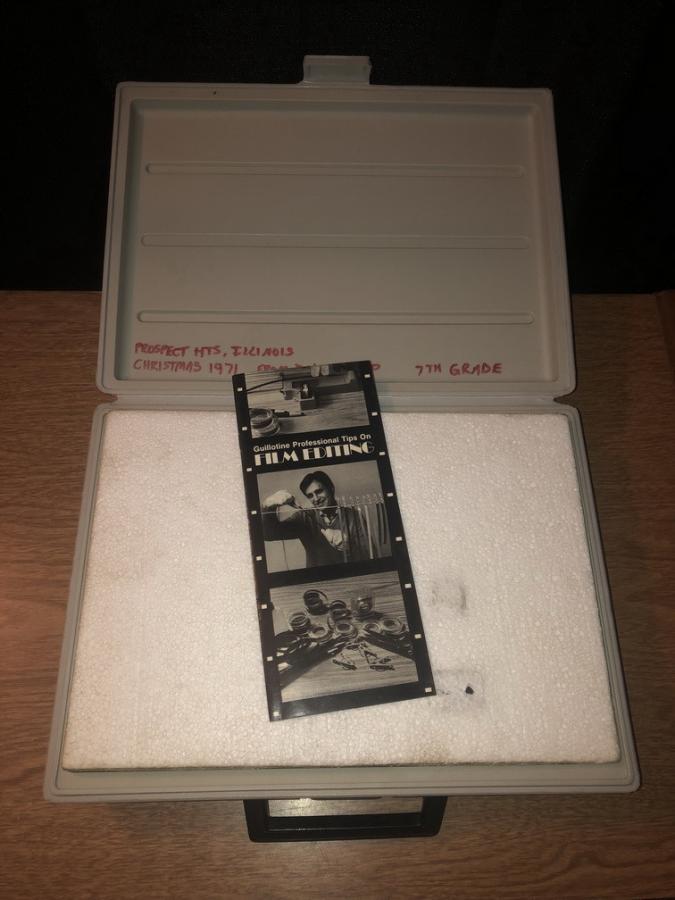 PROSPECT HTS, ILLINOIS
CHRISTMAS 1971 7TH GRADE
Guillotine Professional Tips On
FILM EDITING